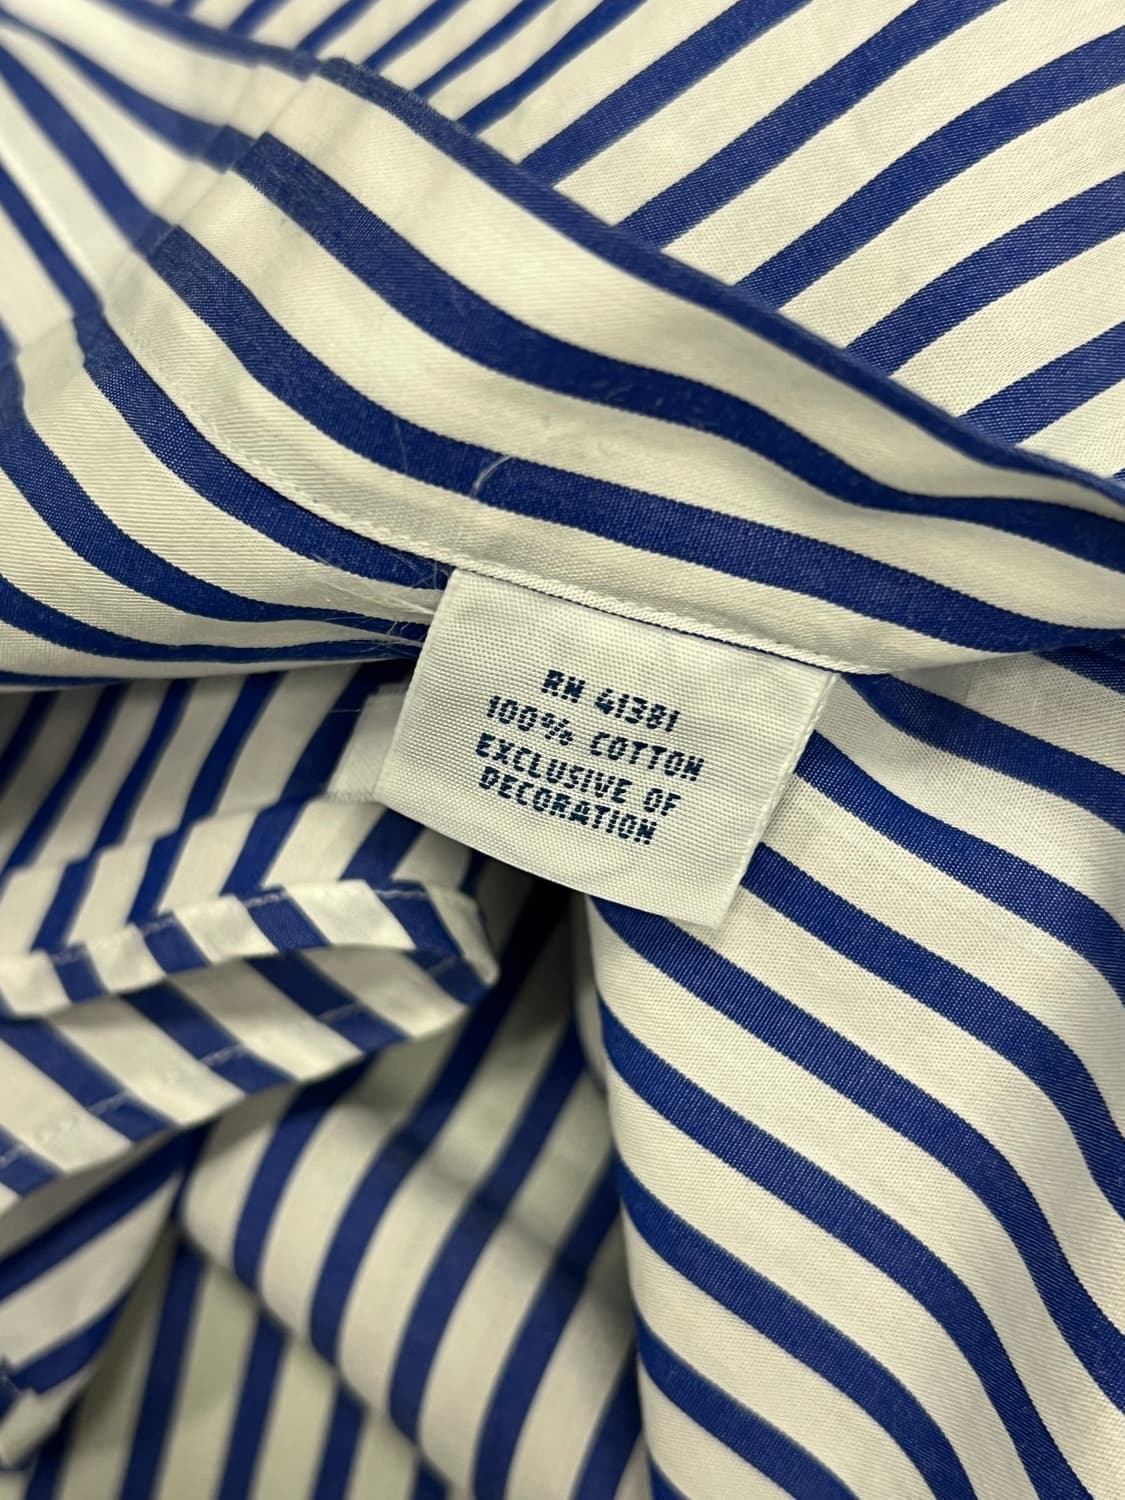 RN 41381
100% COTTON
EXCLUSIVE OF
DECORATION